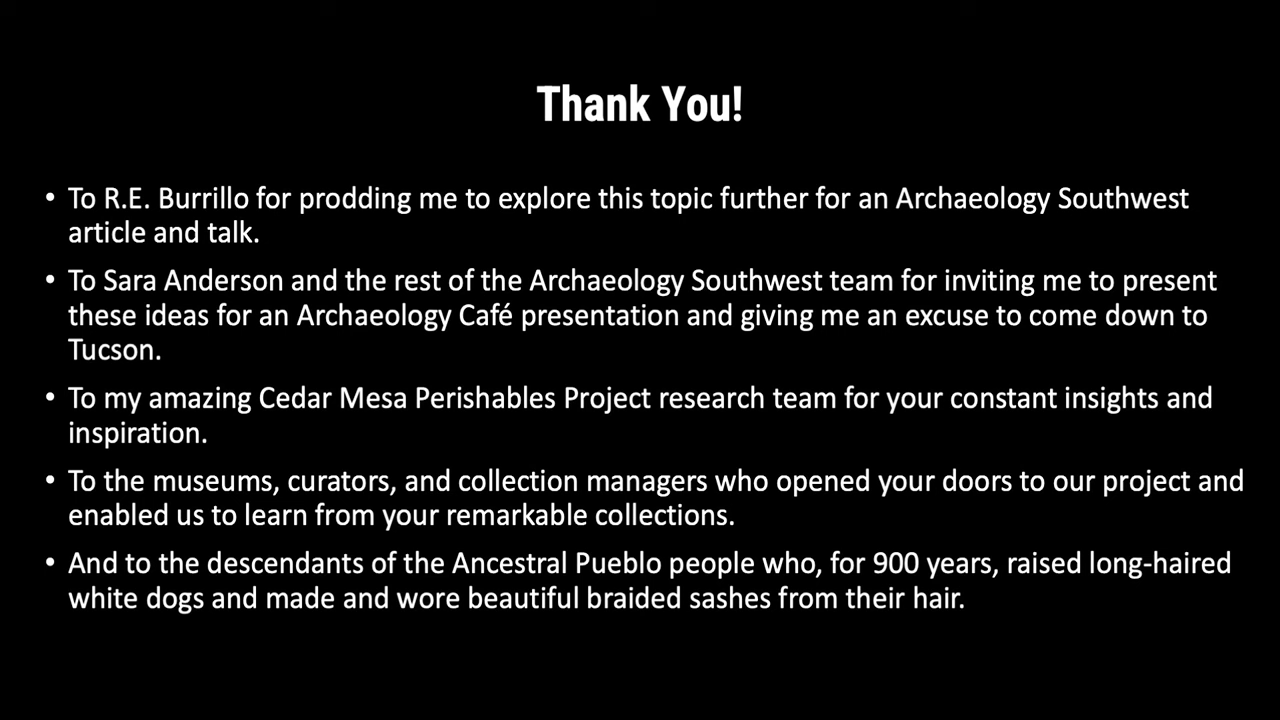 Thank You!
• To R.E. Burrillo for prodding me to explore this topic further for an Archaeology Southwest
article and talk.
• To Sara Anderson and the rest of the Archaeology Southwest team for inviting me to present
these ideas for an Archaeology Café presentation and giving me an excuse to come down to
Tucson.
• To my amazing Cedar Mesa Perishables Project research team for your constant insights and
inspiration.
• To the museums, curators, and collection managers who opened your doors to our project and
enabled us to learn from your remarkable collections.
• And to the descendants of the Ancestral Pueblo people who, for 900 years, raised long-haired
white dogs and made and wore beautiful braided sashes from their hair.